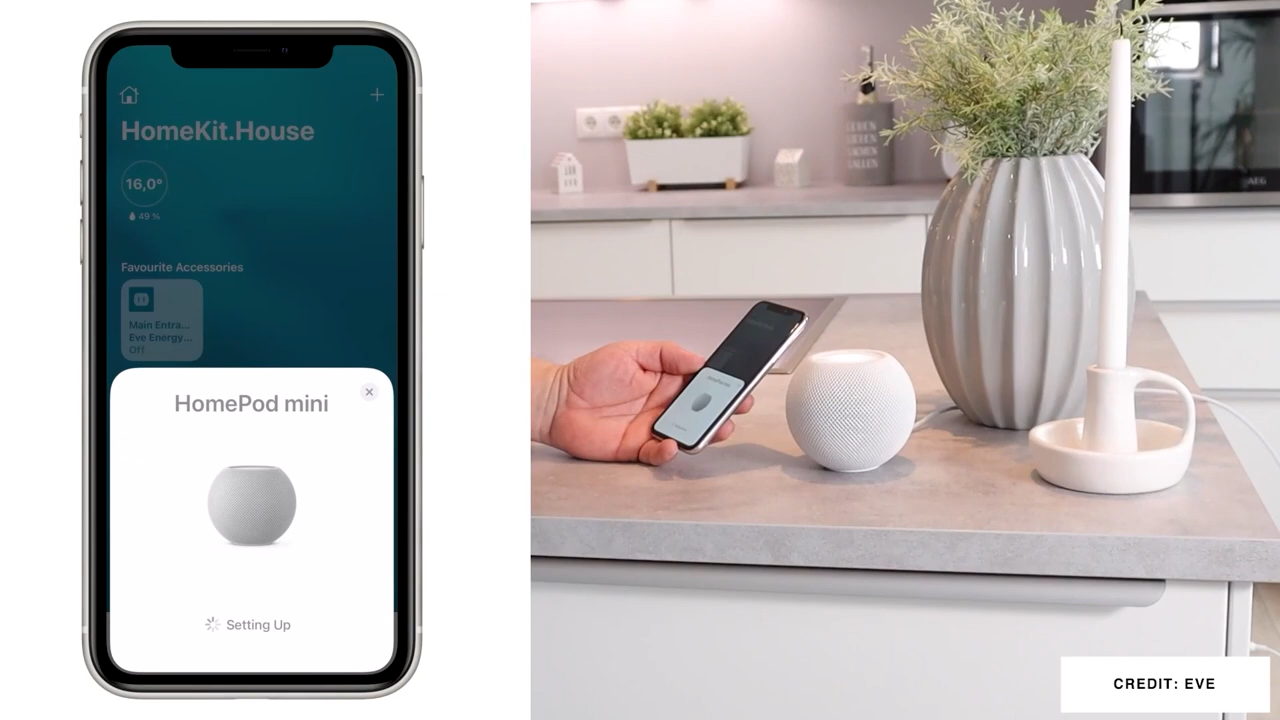 HomeKit.House
16,0°
49 %
Favourite Accessories
Main Entra...
Eve Energy...
Off
HomePod mini
Setting Up
AEG
CREDIT: EVE